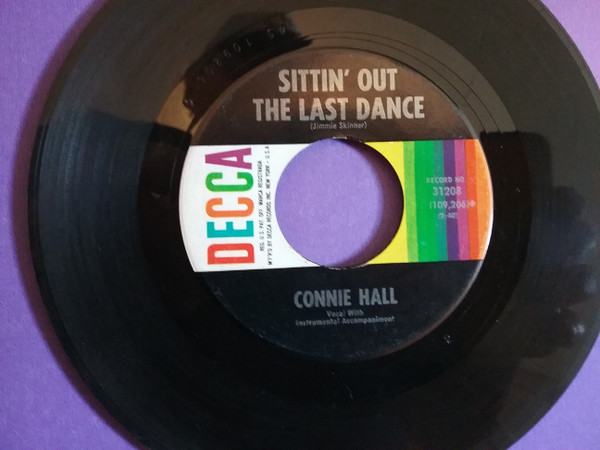 SITTIN' OUT
THE LAST DANCE
(Jimmie Skinner)
DECCA
REG. U.S. PAT. OFF. MARCA REGISTRADA
MF'D BY DECCA RECORDS INC. NEW YORK - U.S.A.
RECORD NO.
31208
(109,206)
CONNIE HALL
Vocal With
Instrumental Accompaniment